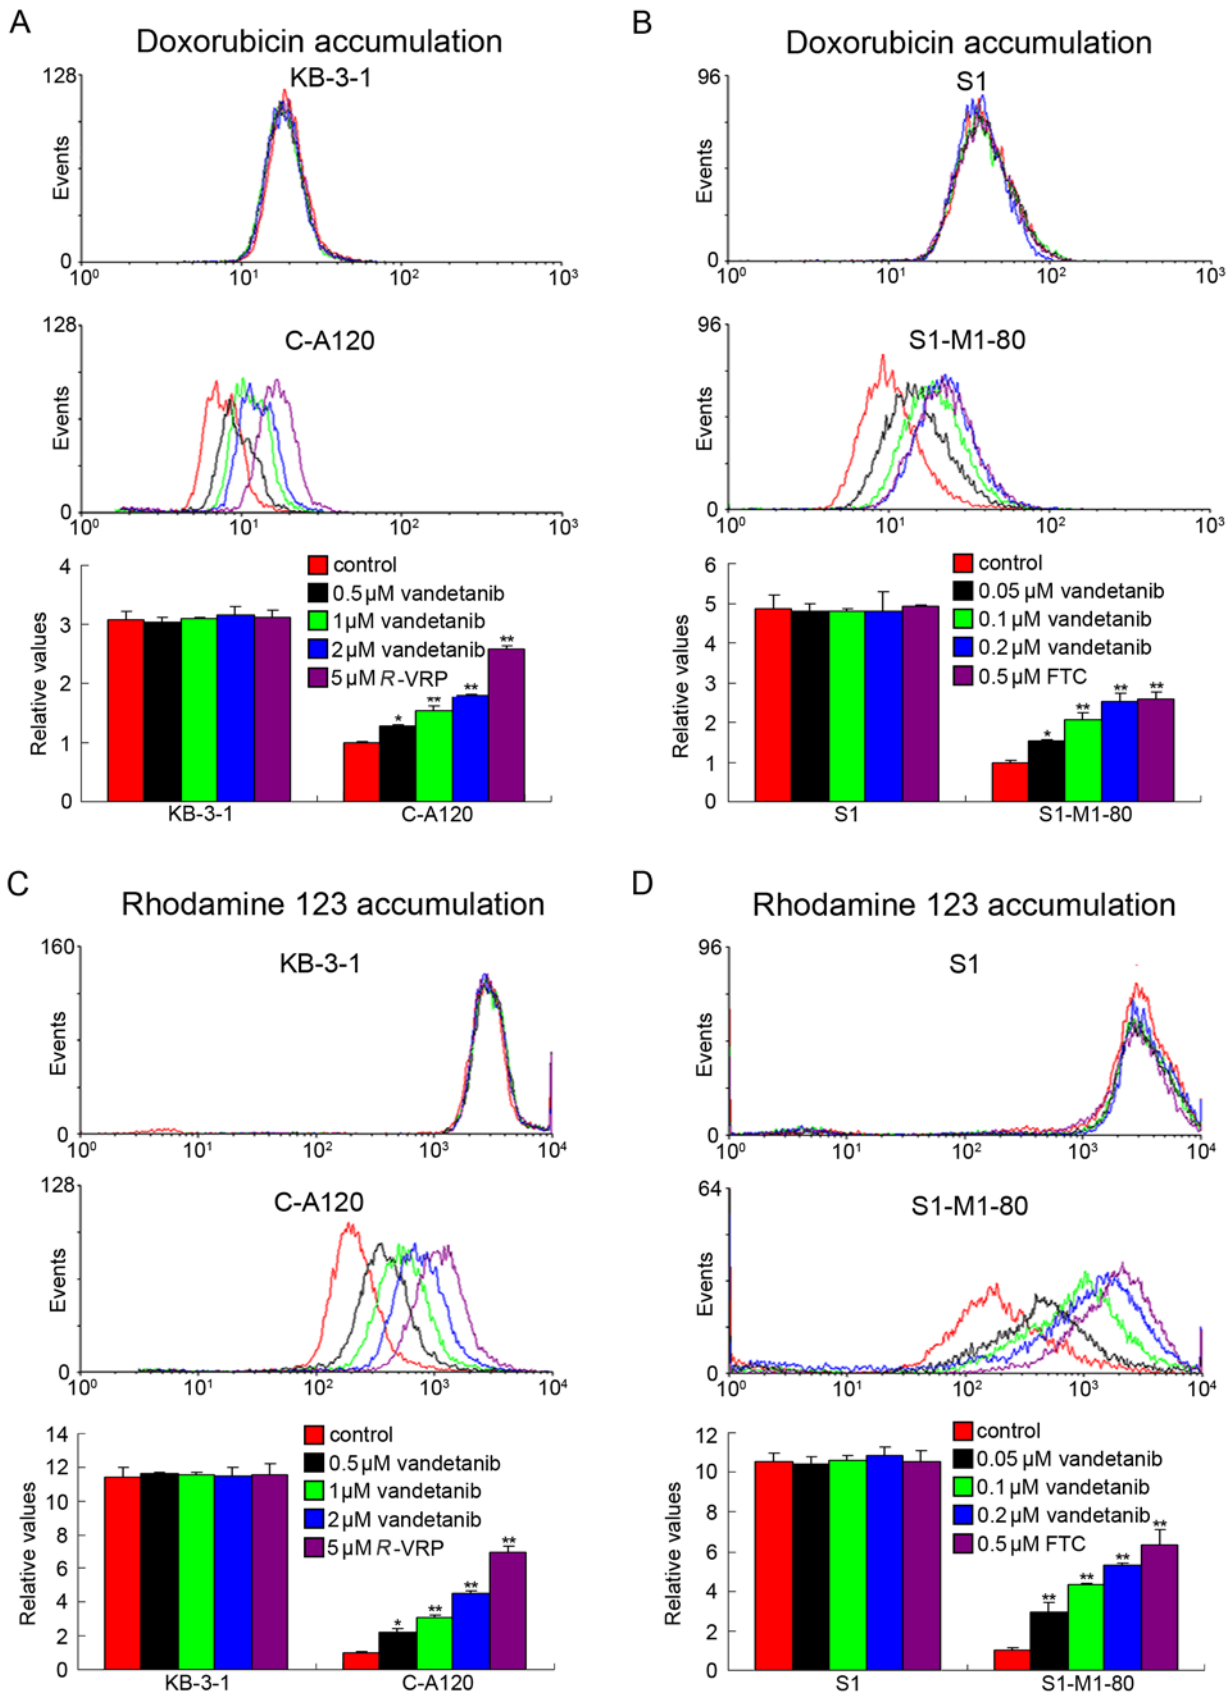 A
Doxorubicin accumulation
KB-3-1
128
Events
0
10⁰ 10¹ 10² 10³
C-A120
128
Events
0
10⁰ 10¹ 10² 10³
4
3
2
1
0
Relative values
control
0.5 µM vandetanib
1 µM vandetanib
2 µM vandetanib
5 µM R-VRP
* ** ** **
KB-3-1 C-A120
B
Doxorubicin accumulation
S1
96
Events
0
10⁰ 10¹ 10² 10³
S1-M1-80
96
Events
0
10⁰ 10¹ 10² 10³
6
5
4
3
2
1
0
Relative values
control
0.05 µM vandetanib
0.1 µM vandetanib
0.2 µM vandetanib
0.5 µM FTC
* ** ** **
S1 S1-M1-80
C
Rhodamine 123 accumulation
KB-3-1
160
Events
0
10⁰ 10¹ 10² 10³ 10⁴
C-A120
128
Events
0
10⁰ 10¹ 10² 10³ 10⁴
14
12
10
8
6
4
2
0
Relative values
control
0.5 µM vandetanib
1 µM vandetanib
2 µM vandetanib
5 µM R-VRP
* ** ** **
KB-3-1 C-A120
D
Rhodamine 123 accumulation
S1
96
Events
0
10⁰ 10¹ 10² 10³ 10⁴
S1-M1-80
64
Events
0
10⁰ 10¹ 10² 10³ 10⁴
12
10
8
6
4
2
0
Relative values
control
0.05 µM vandetanib
0.1 µM vandetanib
0.2 µM vandetanib
0.5 µM FTC
** ** ** **
S1 S1-M1-80